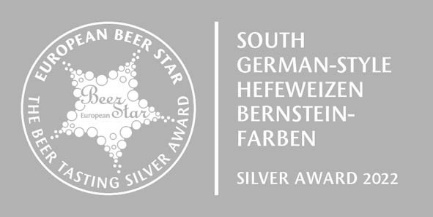 EUROPEAN BEER STAR
THE BEER TASTING SILVER AWARD
Beer
European Star
SOUTH
GERMAN-STYLE
HEFEWEIZEN
BERNSTEIN-
FARBEN
SILVER AWARD 2022